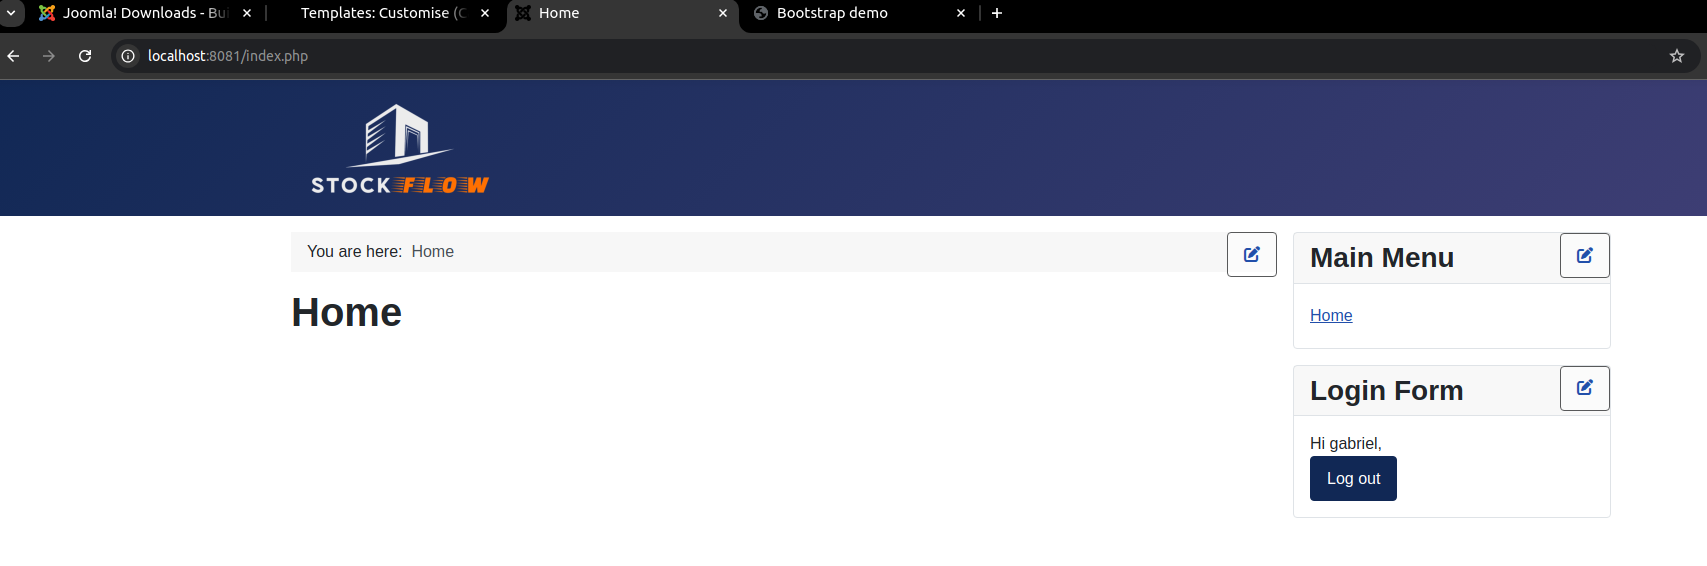 Joomla! Downloads - Bui
Templates: Customise (C
Home
Bootstrap demo
localhost:8081/index.php
STOCK FLOW
You are here: Home
Main Menu
Home
Home
Login Form
Hi gabriel,
Log out